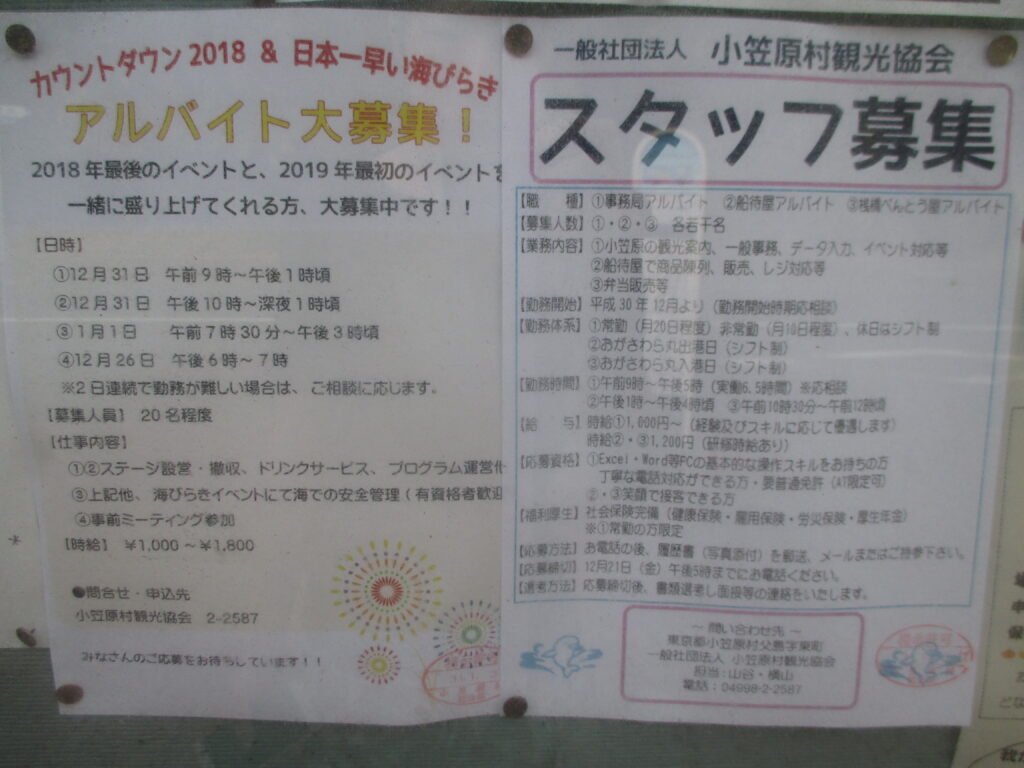 カウントダウン2018 & 日本一早い海びらき
アルバイト大募集！
2018年最後のイベントと、2019年最初のイベントを
一緒に盛り上げてくれる方、大募集中です！！
【日時】
①12月31日 午前9時～午後1時頃
②12月31日 午後10時～深夜1時頃
③1月1日 午前7時30分～午後3時頃
④12月26日 午後6時～7時
※2日連続で勤務が難しい場合は、ご相談に応じます。
【募集人員】 20名程度
【仕事内容】
①②ステージ設営・撤収、ドリンクサービス、プログラム運営
③上記他、海びらきイベントにて海での安全管理(有資格者歓迎
④事前ミーティング参加
【時給】 ￥1,000～￥1,800
●問合せ・申込先
小笠原村観光協会 2-2587
みなさんのご応募をお待ちしています！！
一般社団法人 小笠原村観光協会
スタッフ募集
【職 種】①事務局アルバイト ②船待屋アルバイト ③桟橋べんとう屋アルバイト
【募集人数】①・②・③ 各若干名
【業務内容】①小笠原の観光案内、一般事務、データ入力、イベント対応等
②船待屋で商品陳列、販売、レジ対応等
③弁当販売等
【勤務開始】平成30年12月より（勤務開始時期応相談）
【勤務体系】①常勤（月20日程度）非常勤（月10日程度）、休日はシフト制
②おがさわら丸出港日（シフト制）
③おがさわら丸入港日（シフト制）
【勤務時間】①午前9時～午後5時（実働6.5時間）※応相談
②午後1時～午後4時頃 ③午前10時30分～午前12時頃
【給 与】時給①1,000円～（経験及びスキルに応じて優遇します）
時給②・③1,200円（研修時給あり）
【応募資格】①Excel・Word等PCの基本的な操作スキルをお持ちの方
丁寧な電話対応ができる方・要普通免許（AT限定可）
②・③笑顔で接客できる方
【福利厚生】社会保険完備（健康保険・雇用保険・労災保険・厚生年金）
※①常勤の方限定
【応募方法】お電話の後、履歴書（写真添付）を郵送、メールまたはご持参下さい。
【応募締切】12月21日（金）午後5時までにお電話ください。
【選考方法】応募締切後、書類選考し面接等の連絡をいたします。
～ 問い合わせ先 ～
東京都小笠原村父島字東町
一般社団法人 小笠原村観光協会
担当：山谷・横山
電話：04998-2-2587